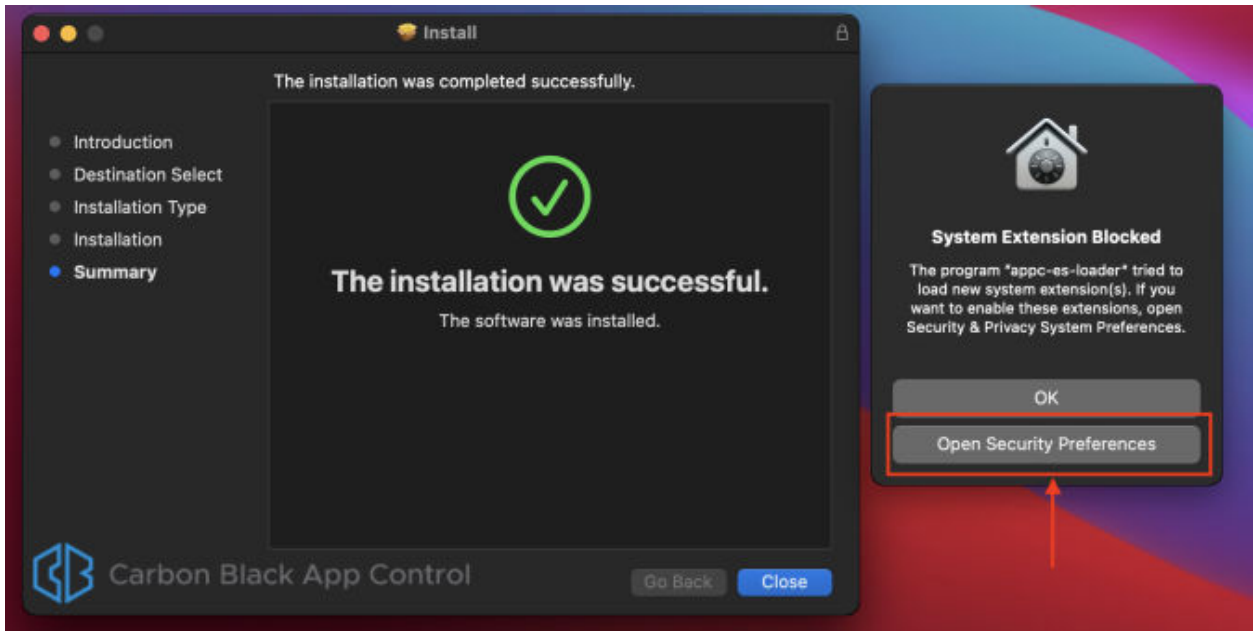 Install
The installation was completed successfully.
Introduction
Destination Select
Installation Type
Installation
Summary
The installation was successful.
The software was installed.
Carbon Black App Control
Go Back
Close
System Extension Blocked
The program "appc-es-loader" tried to
load new system extension(s). If you
want to enable these extensions, open
Security & Privacy System Preferences.
OK
Open Security Preferences